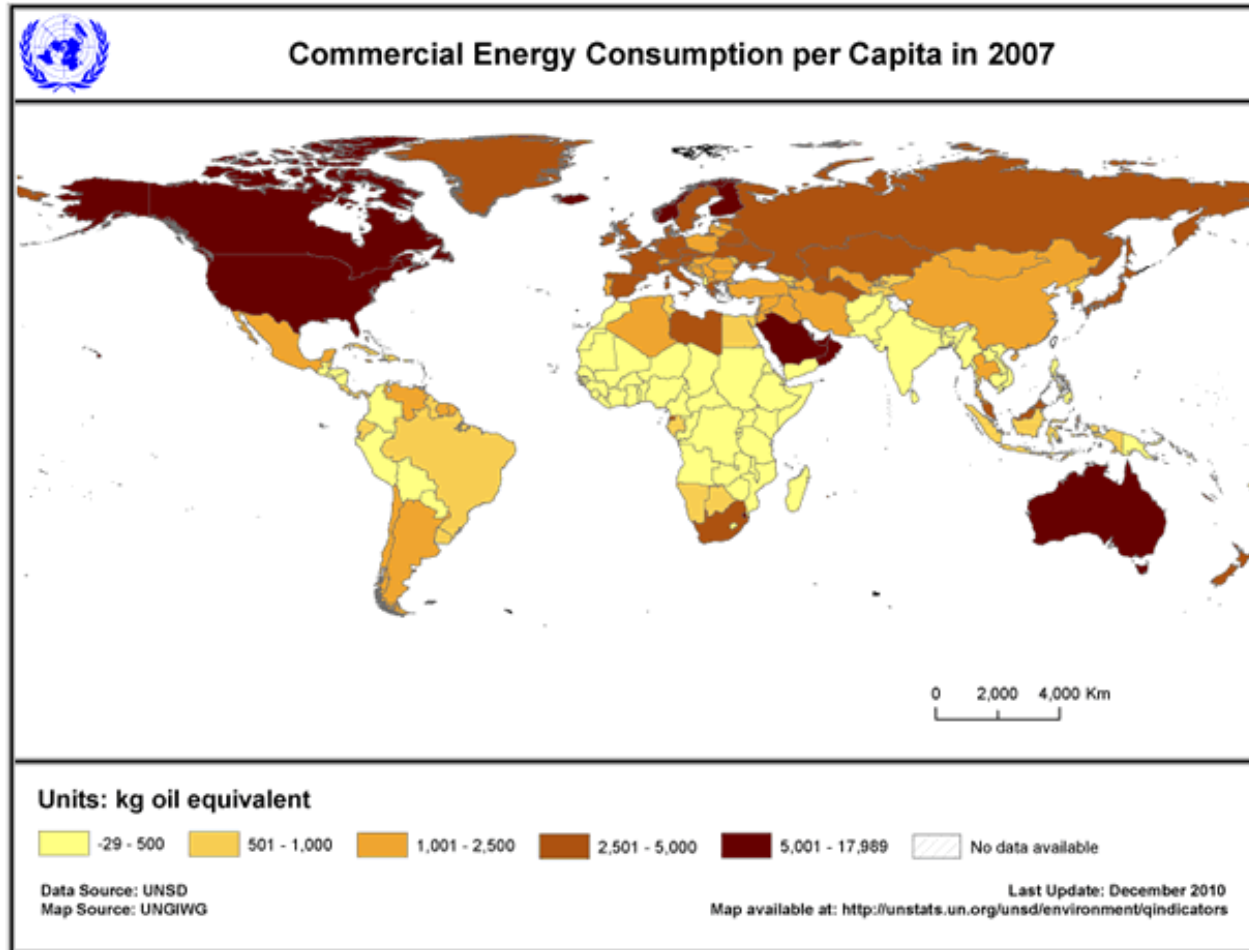 Commercial Energy Consumption per Capita in 2007
0 2,000 4,000 Km
Units: kg oil equivalent
-29 - 500 501 - 1,000 1,001 - 2,500 2,501 - 5,000 5,001 - 17,989 No data available
Data Source: UNSD
Map Source: UNGIWG
Last Update: December 2010
Map available at: http://unstats.un.org/unsd/environment/qindicators